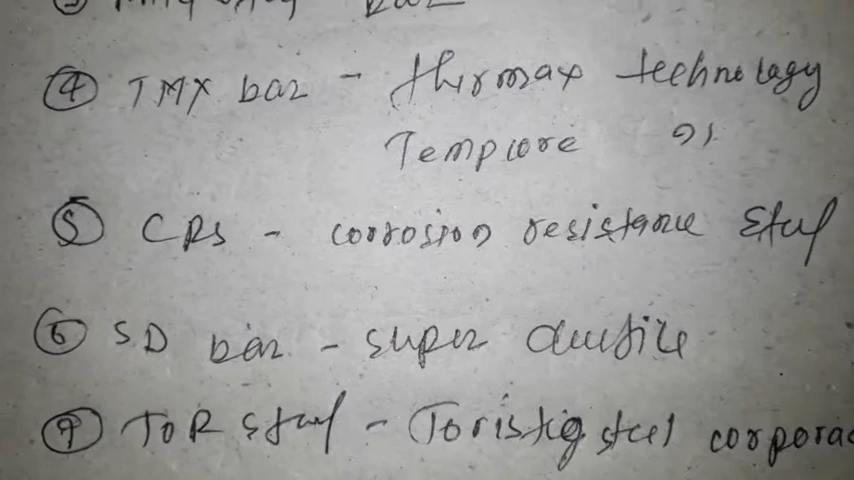 ④ TMX bar - thermax technology
Tempcore
⑤ CRS - corrosion resistance Steel
⑥ SD bar - super ductile
⑦ TOR steel - Toristig steel corpora